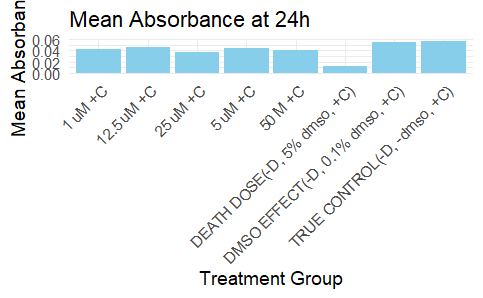 Mean Absorbance at 24h
Mean Absorban
0.06
0.04
0.02
0.00
1 uM +C
12.5 uM +C
25 uM +C
5 uM +C
50 M +C
DEATH DOSE(-D, 5% dmso, +C)
DMSO EFFECT(-D, 0.1% dmso, +C)
TRUE CONTROL(-D, -dmso, +C)
Treatment Group